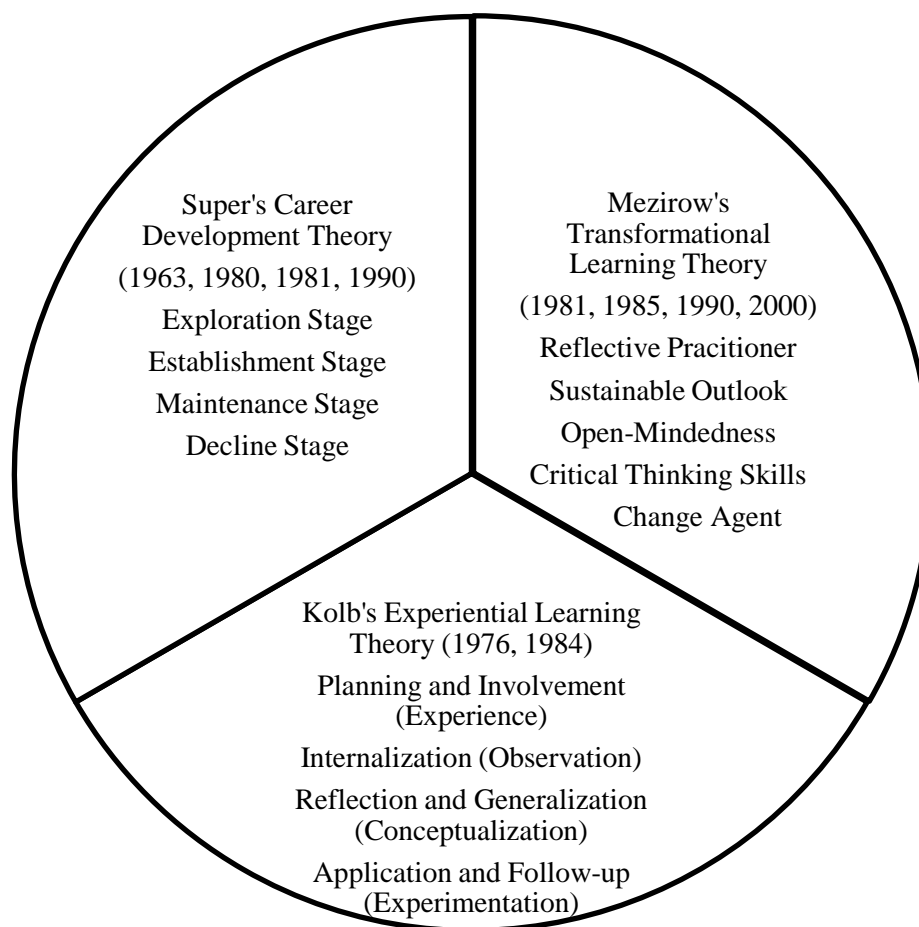 Super's Career
Development Theory
(1963, 1980, 1981, 1990)
Exploration Stage
Establishment Stage
Maintenance Stage
Decline Stage
Mezirow's
Transformational
Learning Theory
(1981, 1985, 1990, 2000)
Reflective Pracitioner
Sustainable Outlook
Open-Mindedness
Critical Thinking Skills
Change Agent
Kolb's Experiential Learning
Theory (1976, 1984)
Planning and Involvement
(Experience)
Internalization (Observation)
Reflection and Generalization
(Conceptualization)
Application and Follow-up
(Experimentation)